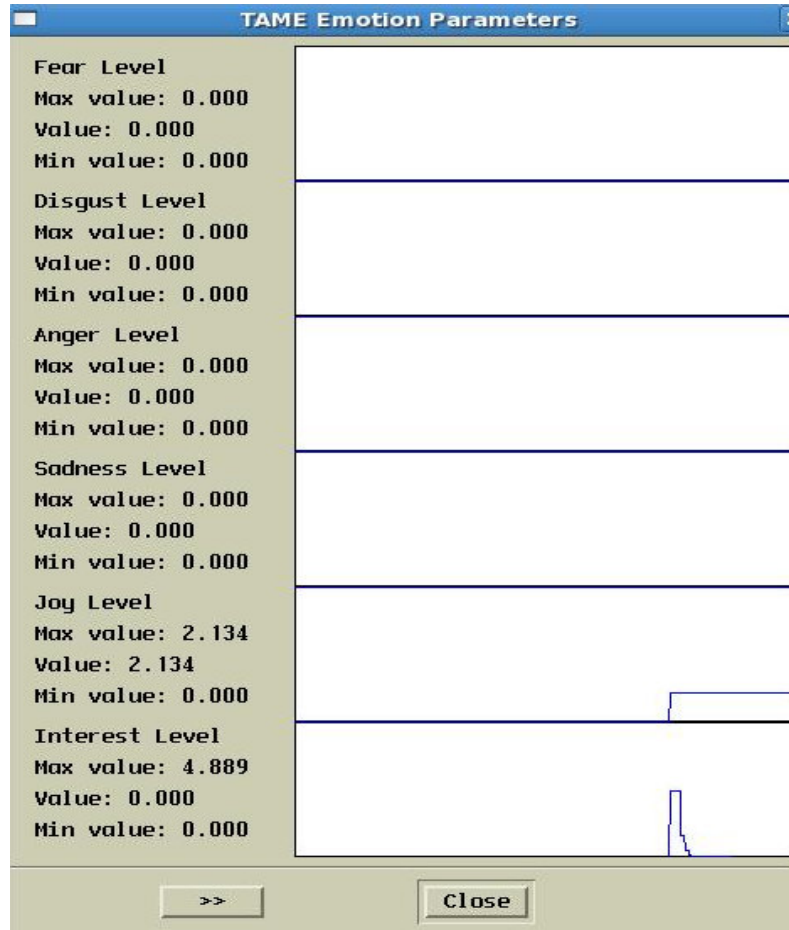 TAME Emotion Parameters
Fear Level
Max value: 0.000
Value: 0.000
Min value: 0.000
Disgust Level
Max value: 0.000
Value: 0.000
Min value: 0.000
Anger Level
Max value: 0.000
Value: 0.000
Min value: 0.000
Sadness Level
Max value: 0.000
Value: 0.000
Min value: 0.000
Joy Level
Max value: 2.134
Value: 2.134
Min value: 0.000
Interest Level
Max value: 4.889
Value: 0.000
Min value: 0.000
>> Close